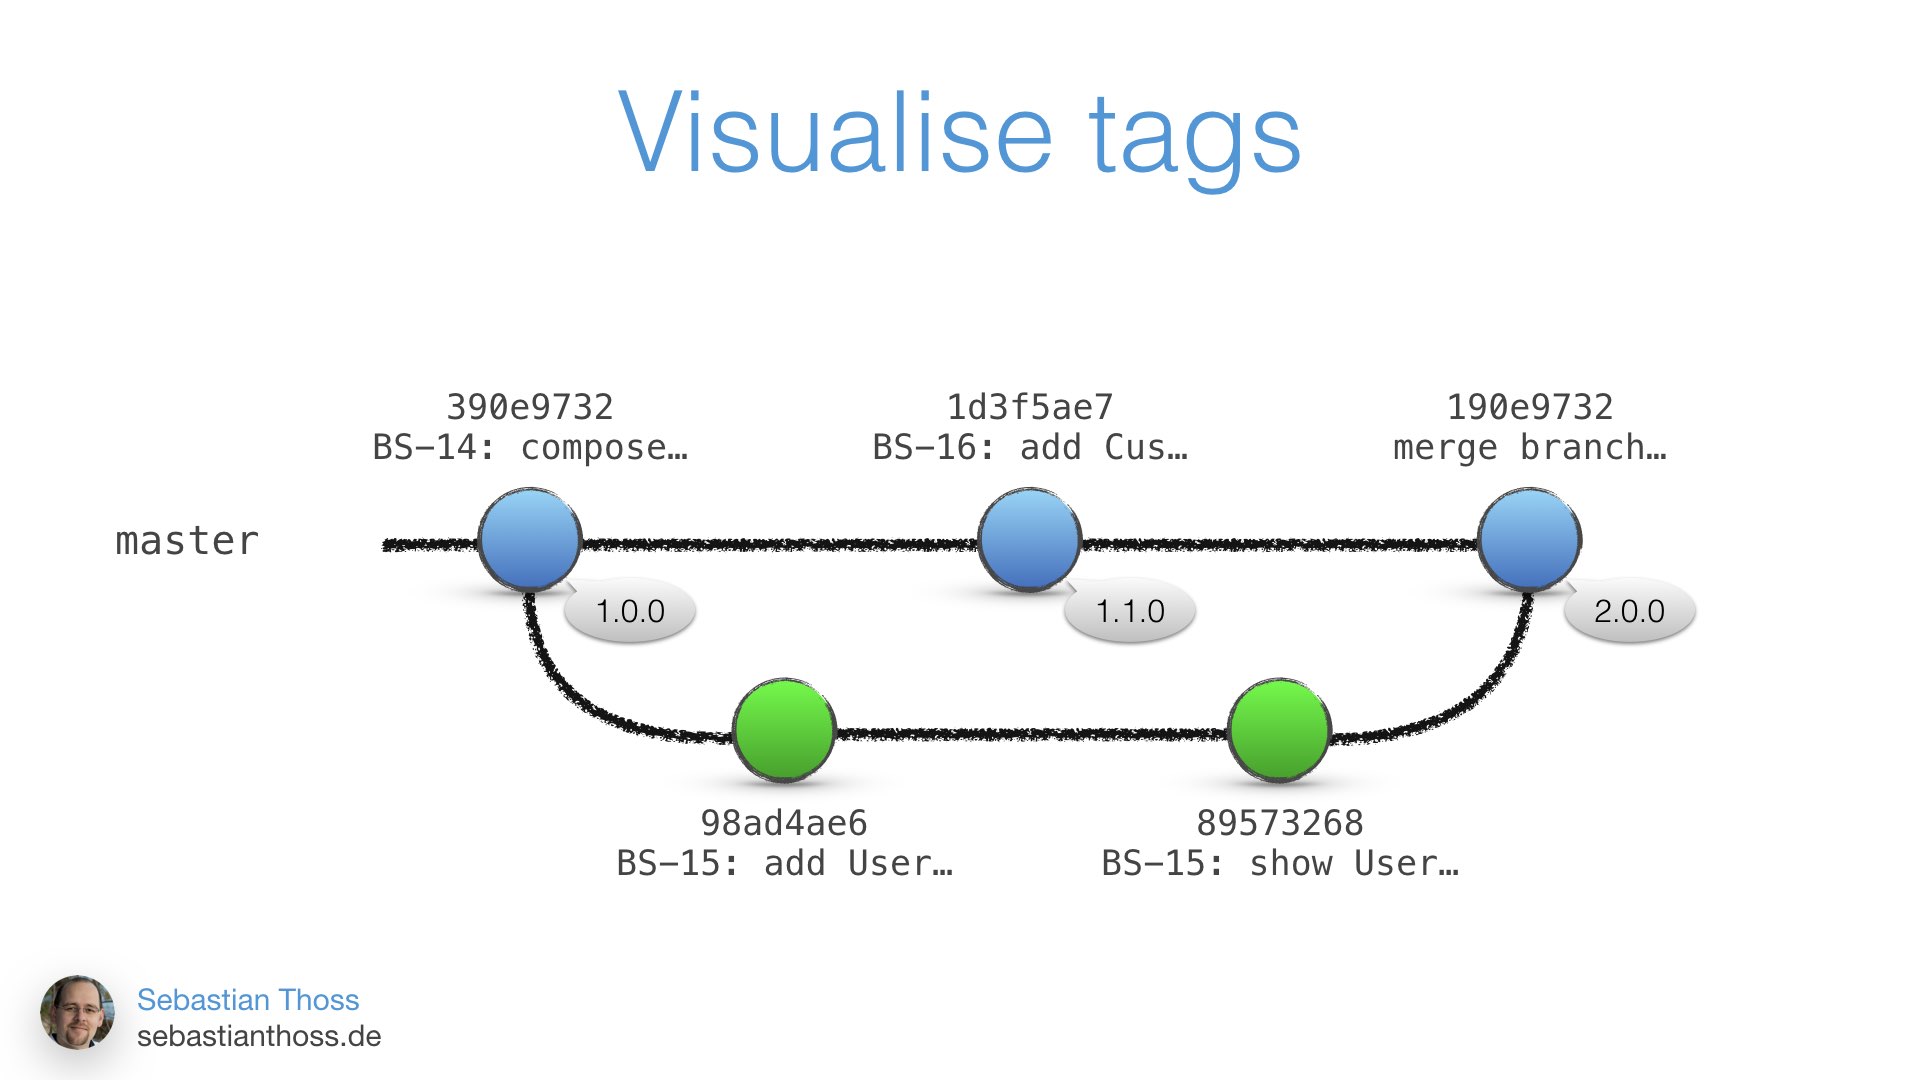 Visualise tags
390e9732
BS-14: compose…
1d3f5ae7
BS-16: add Cus…
190e9732
merge branch…
master
1.0.0
1.1.0
2.0.0
98ad4ae6
BS-15: add User…
89573268
BS-15: show User…
Sebastian Thoss
sebastianthoss.de